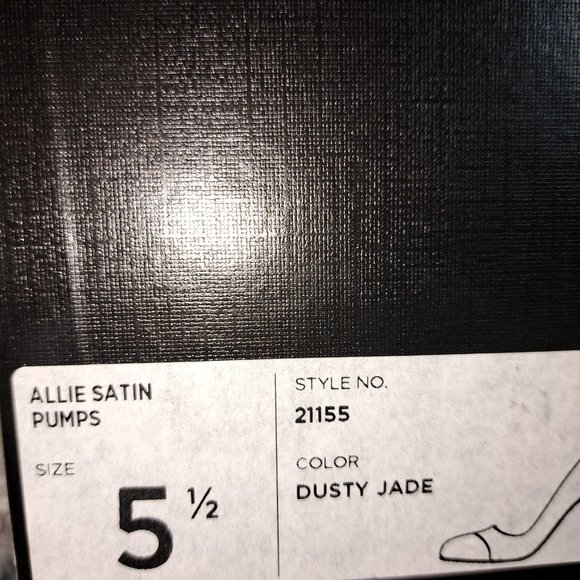 ALLIE SATIN
PUMPS
SIZE
5 ½
STYLE NO.
21155
COLOR
DUSTY JADE